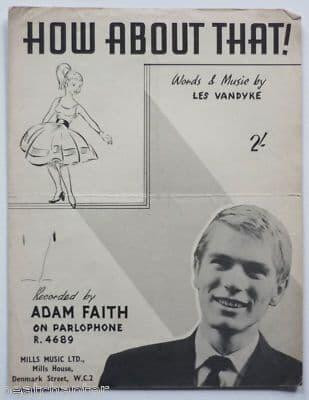 HOW ABOUT THAT!
Words & Music by
LES VANDYKE
2/-
Recorded by
ADAM FAITH
ON PARLOPHONE
R. 4689
MILLS MUSIC LTD.,
Mills House,
Denmark Street, W.C.2